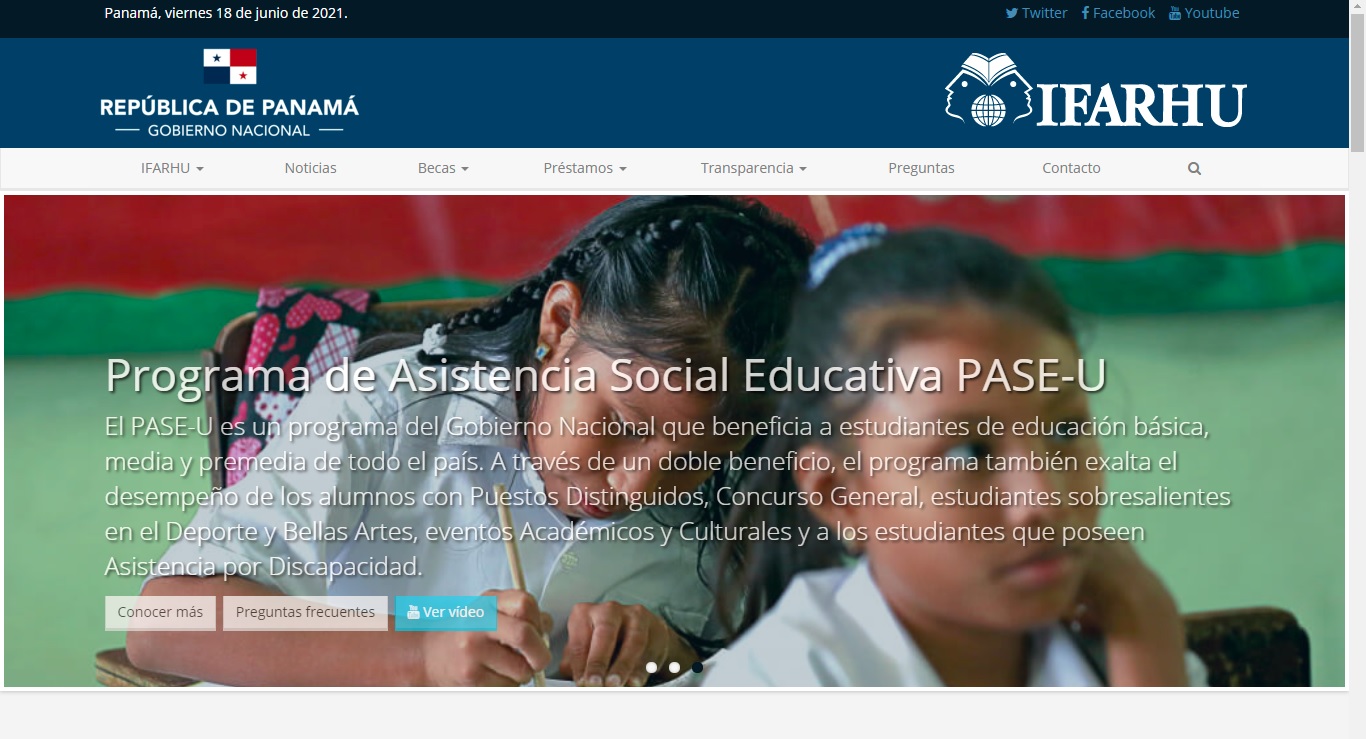 Panamá, viernes 18 de junio de 2021.
Twitter Facebook Youtube
REPÚBLICA DE PANAMÁ
GOBIERNO NACIONAL
IFARHU
IFARHU Noticias Becas Préstamos Transparencia Preguntas Contacto
Programa de Asistencia Social Educativa PASE-U
El PASE-U es un programa del Gobierno Nacional que beneficia a estudiantes de educación básica,
media y premedia de todo el país. A través de un doble beneficio, el programa también exalta el
desempeño de los alumnos con Puestos Distinguidos, Concurso General, estudiantes sobresalientes
en el Deporte y Bellas Artes, eventos Académicos y Culturales y a los estudiantes que poseen
Asistencia por Discapacidad.
Conocer más Preguntas frecuentes Ver vídeo